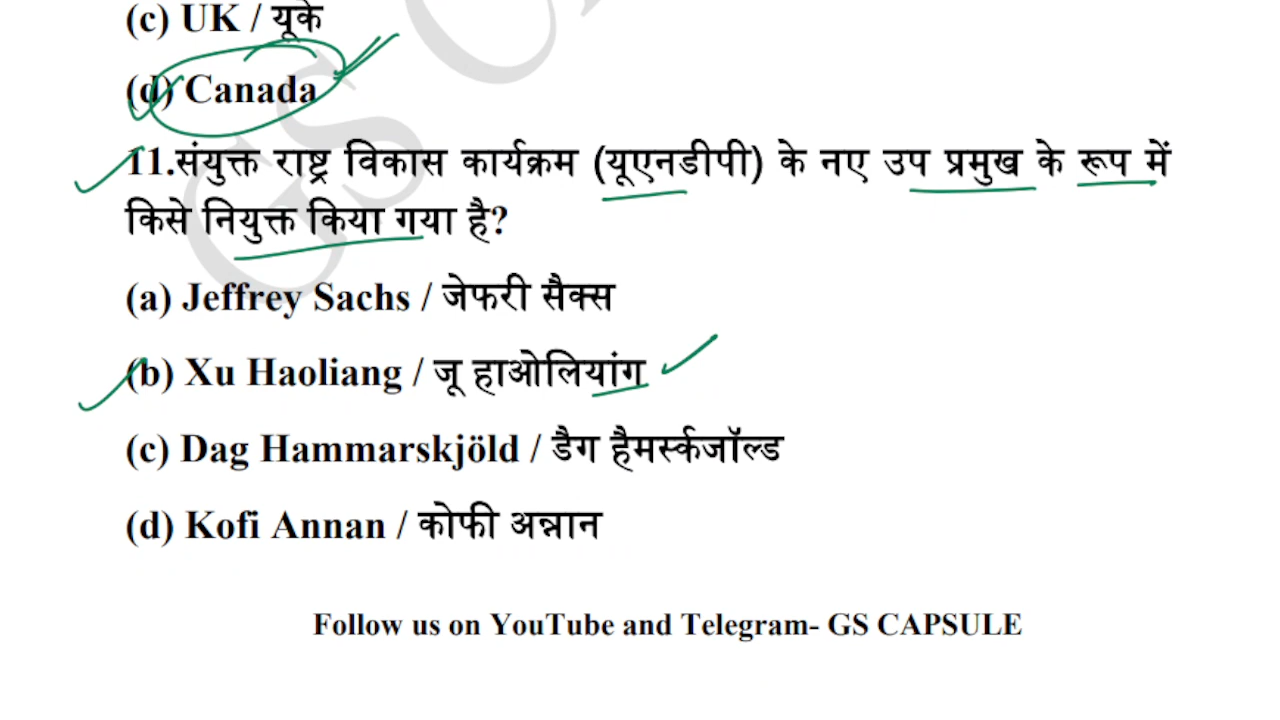 (c) UK / यूके
(d) Canada
11.संयुक्त राष्ट्र विकास कार्यक्रम (यूएनडीपी) के नए उप प्रमुख के रूप में
किसे नियुक्त किया गया है?
(a) Jeffrey Sachs / जेफरी सैक्स
(b) Xu Haoliang / जू हाओलियांग
(c) Dag Hammarskjöld / डैग हैमर्स्कजॉल्ड
(d) Kofi Annan / कोफी अन्नान
Follow us on YouTube and Telegram- GS CAPSULE